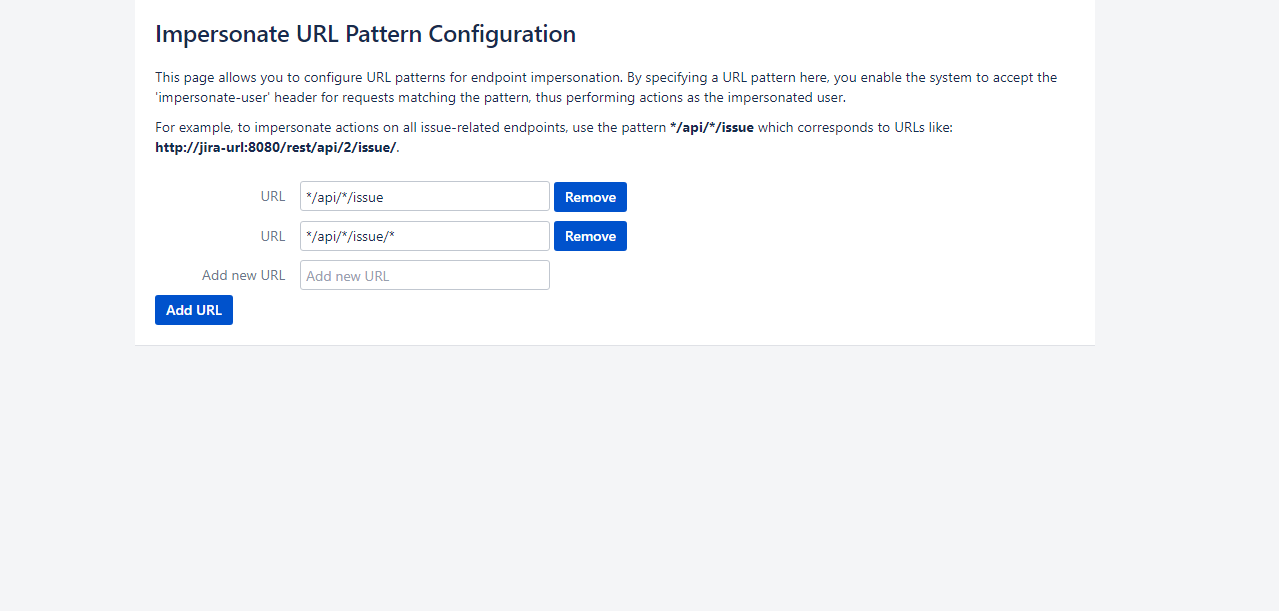 Impersonate URL Pattern Configuration
This page allows you to configure URL patterns for endpoint impersonation. By specifying a URL pattern here, you enable the system to accept the
'impersonate-user' header for requests matching the pattern, thus performing actions as the impersonated user.
For example, to impersonate actions on all issue-related endpoints, use the pattern */api/*/issue which corresponds to URLs like:
http://jira-url:8080/rest/api/2/issue/.
URL */api/*/issue Remove
URL */api/*/issue/* Remove
Add new URL Add new URL
Add URL